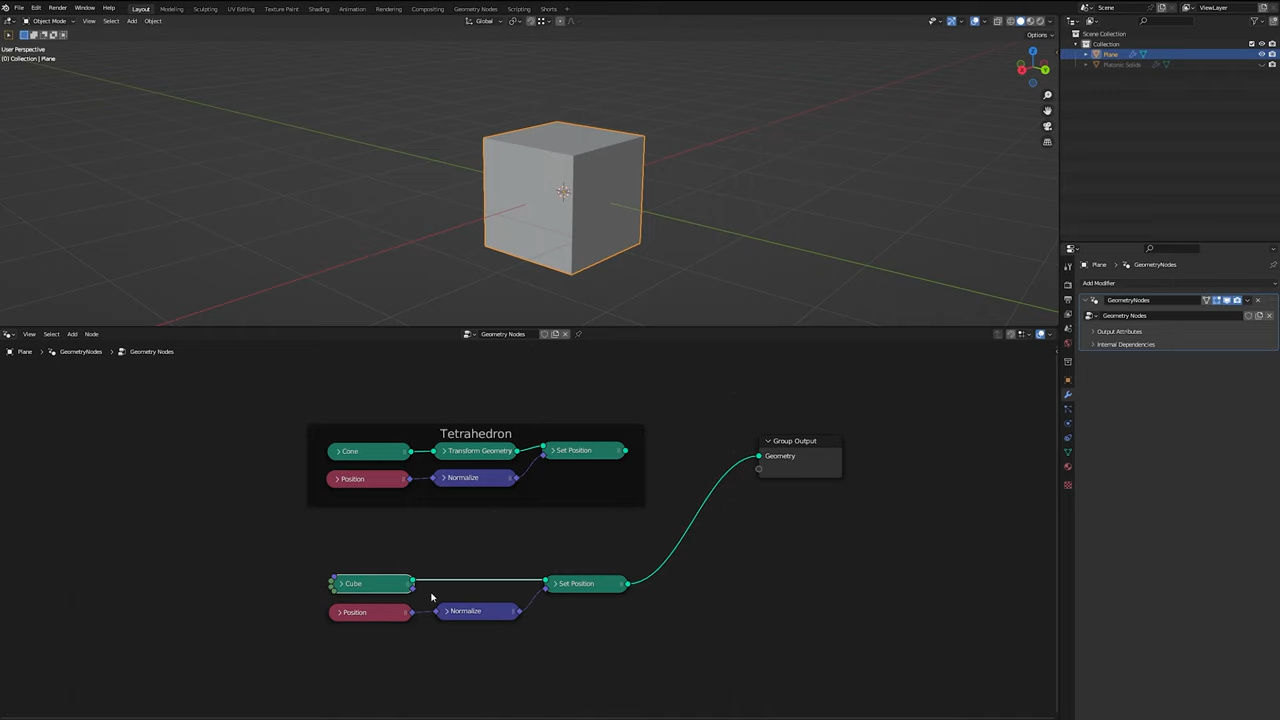 File Edit Render Window Help Layout Modeling Sculpting UV Editing Texture Paint Shading Animation Rendering Compositing Geometry Nodes Scripting Shorts + Scene ViewLayer
Object Mode View Select Add Object Global
Options
User Perspective
(0) Collection | Plane
Z
X
Y
Scene Collection
Collection
Plane
Platonic Solids
Plane > GeometryNodes
Add Modifier
GeometryNodes
Geometry Nodes
Output Attributes
Internal Dependencies
View Select Add Node Geometry Nodes
Plane > GeometryNodes > Geometry Nodes
Tetrahedron
Cone Transform Geometry Set Position
Position Normalize
Group Output
Geometry
Cube Set Position
Position Normalize